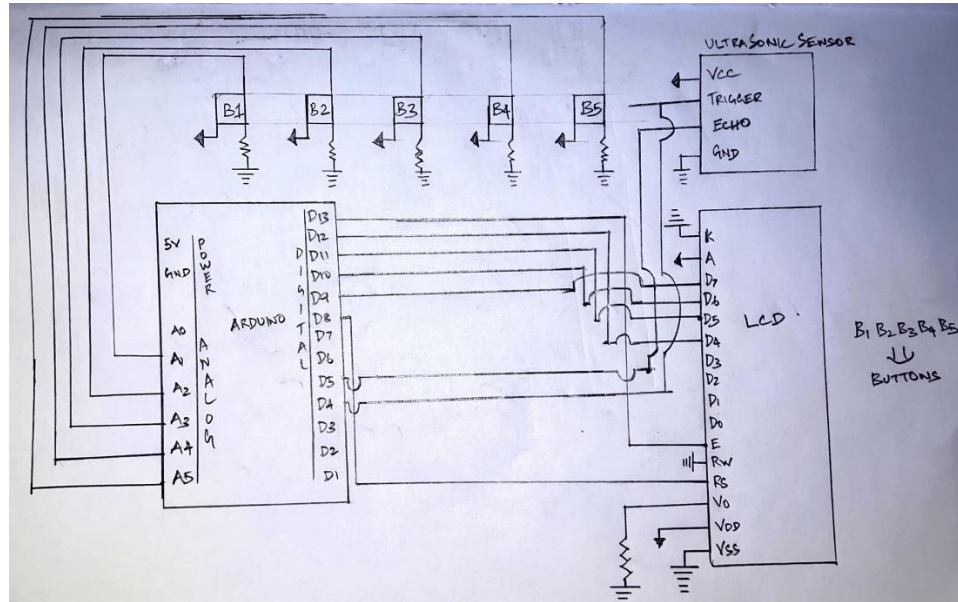 ULTRASONIC SENSOR
VCC
TRIGGER
ECHO
GND
B1 B2 B3 B4 B5
5V
GND
POWER
A0
A1
A2
A3
A4
A5
ANALOG
ARDUINO
DIGITAL
D13
D12
D11
D10
D9
D8
D7
D6
D5
D4
D3
D2
D1
LCD
K
A
D7
D6
D5
D4
D3
D2
D1
D0
E
RW
RS
VO
VDD
VSS
B1 B2 B3 B4 B5
BUTTONS